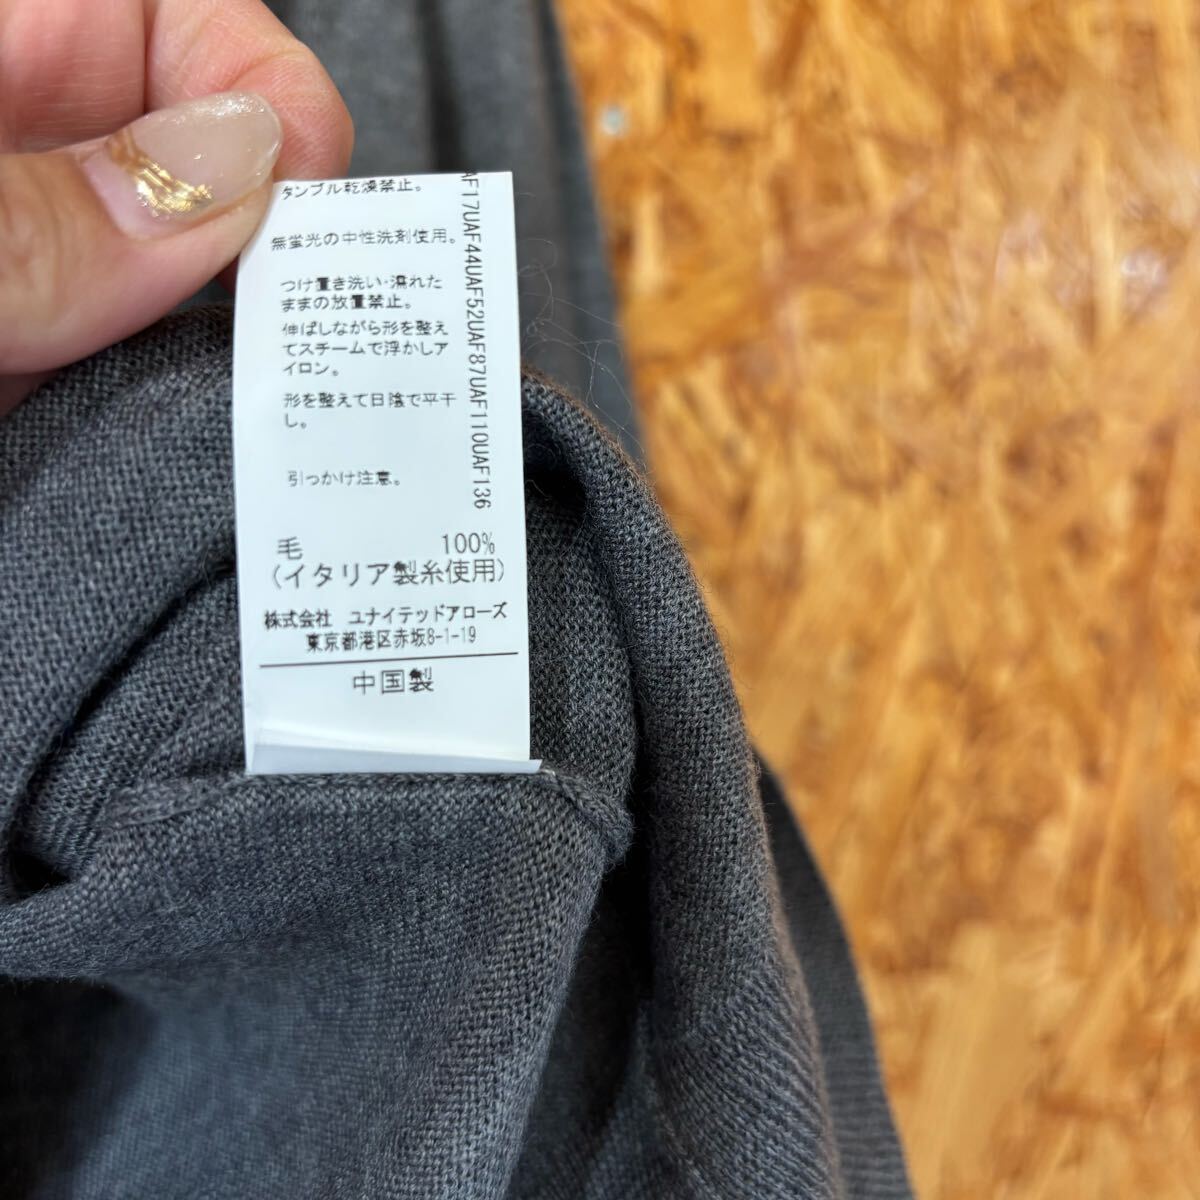 タンブル乾燥禁止。
無蛍光の中性洗剤使用。
つけ置き洗い・濡れた
ままの放置禁止。
伸ばしながら形を整え
てスチームで浮かしア
イロン。
形を整えて日陰で平干
し。
引っかけ注意。
AF17UAF44UAF52UAF87UAF110UAF136
毛 100%
(イタリア製糸使用)
株式会社 ユナイテッドアローズ
東京都港区赤坂8-1-19
中国製